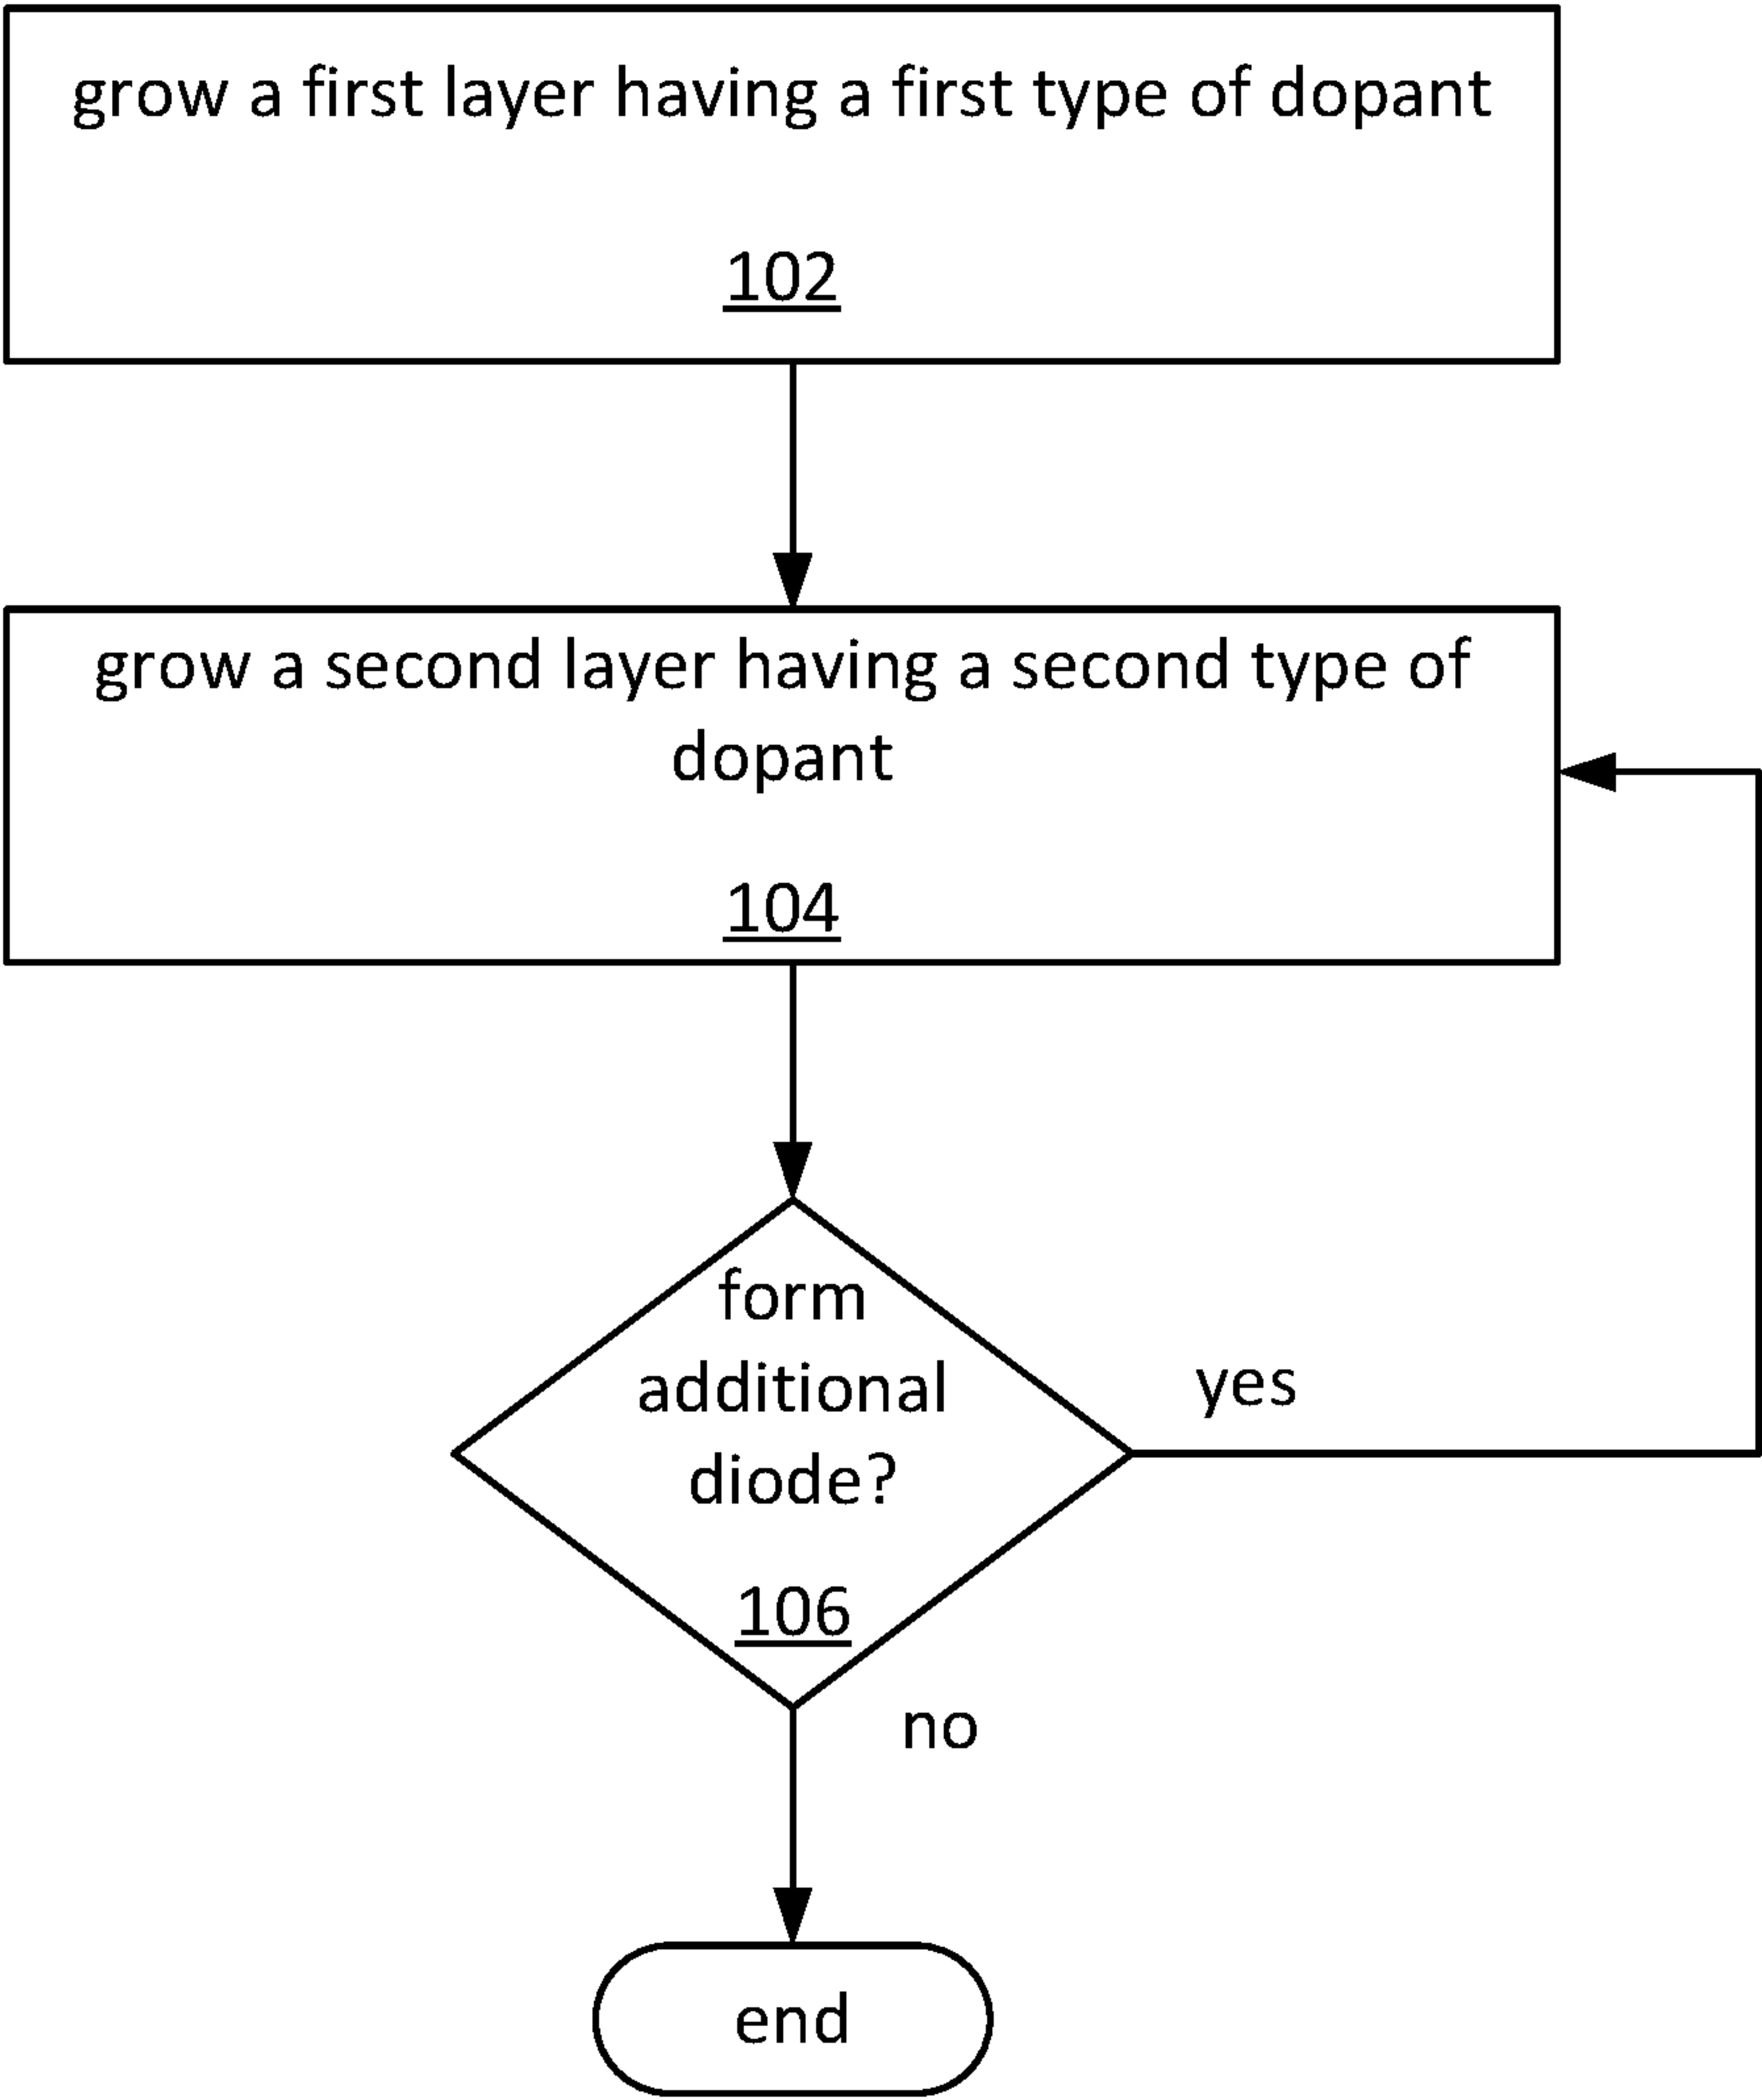 grow a first layer having a first type of dopant
102
grow a second layer having a second type of
dopant
104
form
additional
diode?
106
yes
no
end